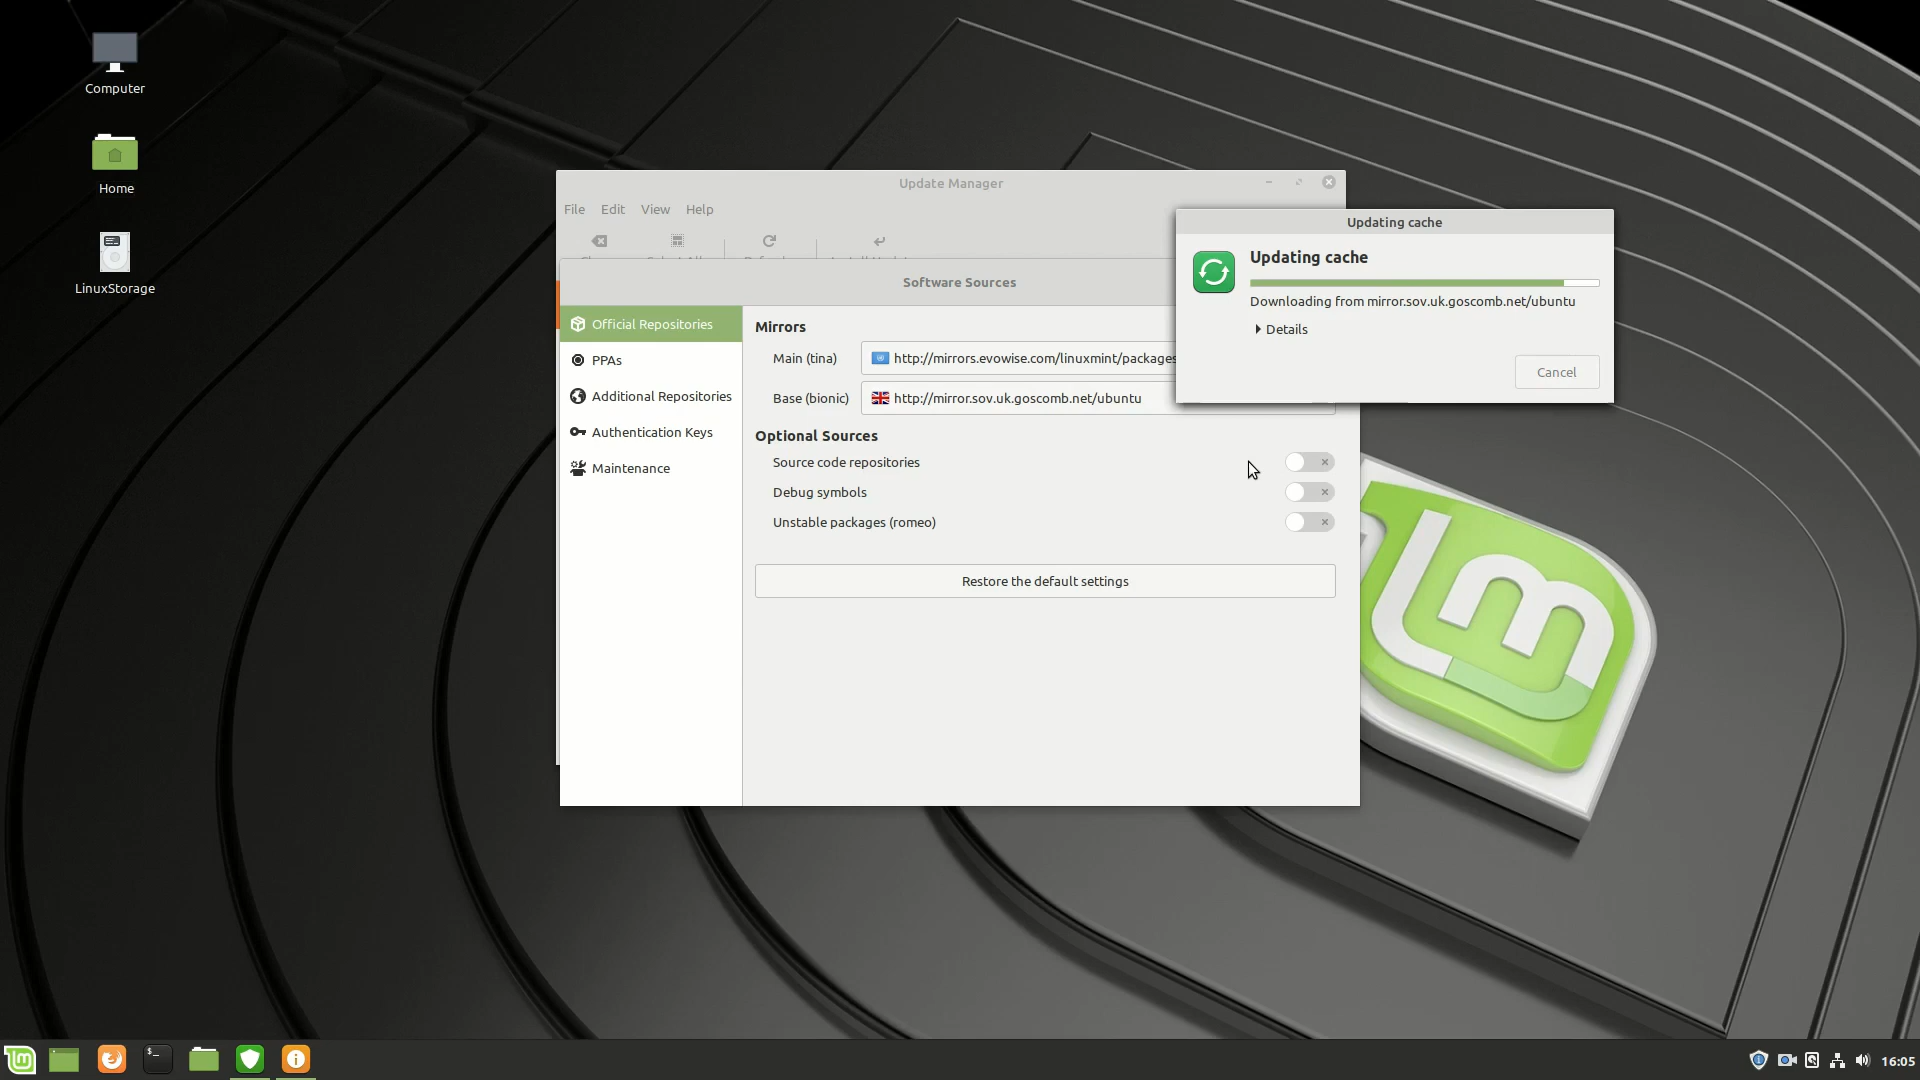 Computer
Home
LinuxStorage
Update Manager
File Edit View Help
Software Sources
Official Repositories
PPAs
Additional Repositories
Authentication Keys
Maintenance
Mirrors
Main (tina) http://mirrors.evowise.com/linuxmint/packages
Base (bionic) http://mirror.sov.uk.goscomb.net/ubuntu
Optional Sources
Source code repositories
Debug symbols
Unstable packages (romeo)
Restore the default settings
Updating cache
Updating cache
Downloading from mirror.sov.uk.goscomb.net/ubuntu
Details
Cancel
16:05